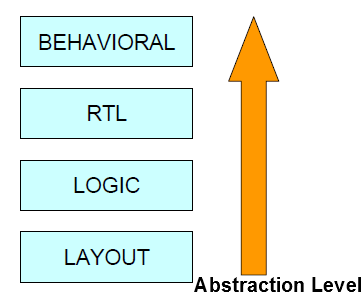 BEHAVIORAL
RTL
LOGIC
LAYOUT
Abstraction Level